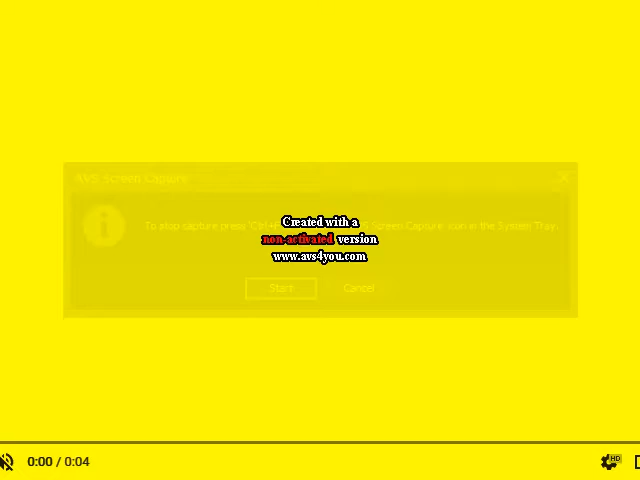 AVS Screen Capture
To stop capture press "Ctrl+ Screen Capture icon in the System Tray.
Created with a
non-activated version
www.avs4you.com
Start Cancel
0:00 / 0:04
HD